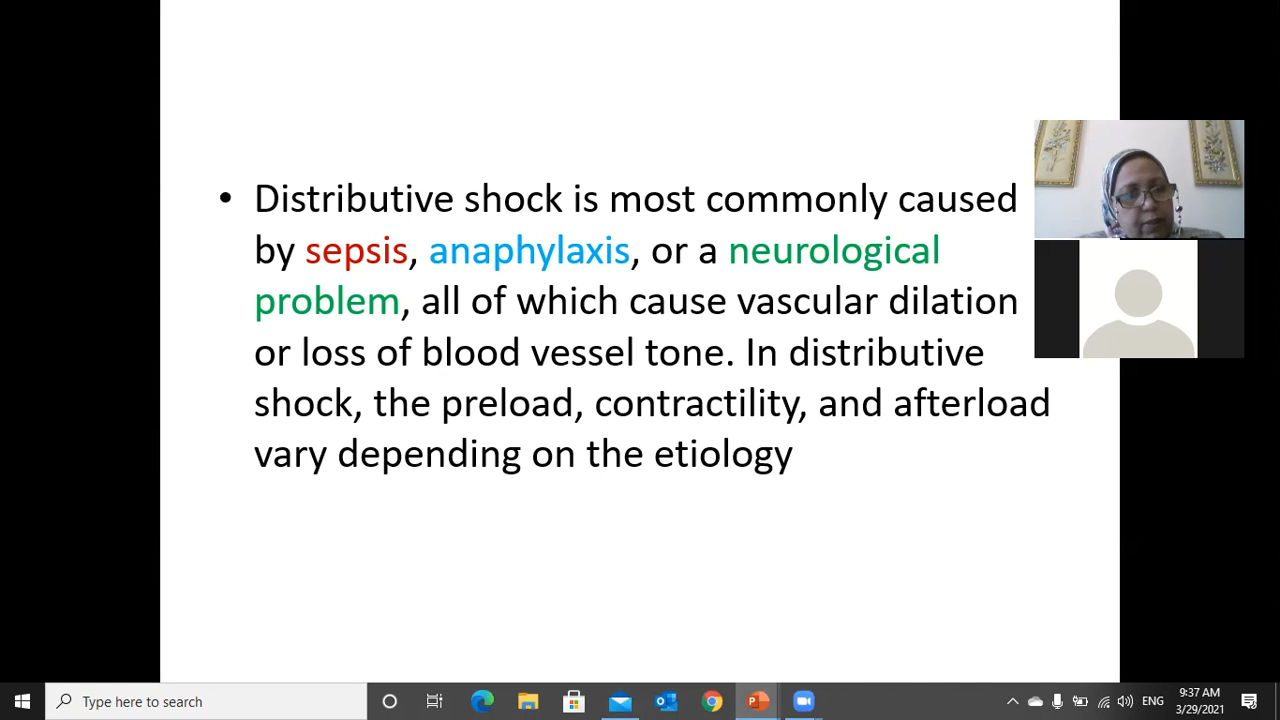 • Distributive shock is most commonly caused
by sepsis, anaphylaxis, or a neurological
problem, all of which cause vascular dilation
or loss of blood vessel tone. In distributive
shock, the preload, contractility, and afterload
vary depending on the etiology
Type here to search
ENG
9:37 AM
3/29/2021